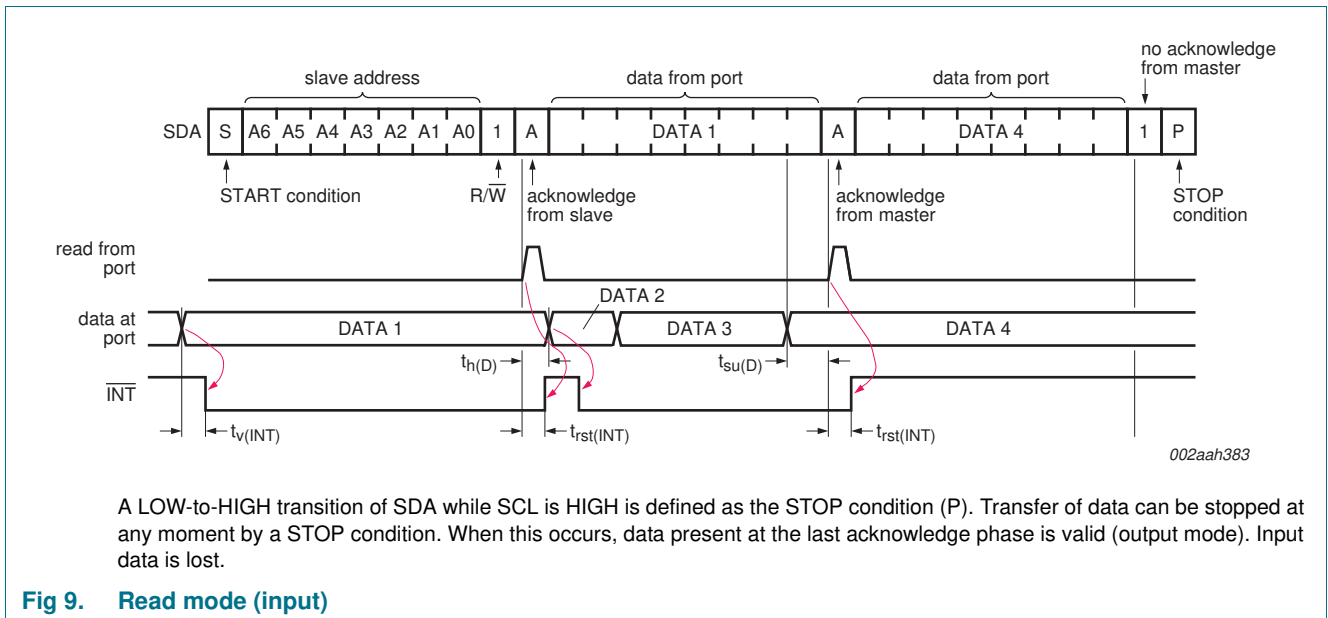 no acknowledge
from master
slave address
data from port
data from port
SDA S A6 A5 A4 A3 A2 A1 A0 1 A DATA 1 A DATA 4 1 P
START condition
R/W̅
acknowledge
from slave
acknowledge
from master
STOP
condition
read from
port
DATA 2
data at
port
DATA 1
DATA 3
DATA 4
th(D)
tsu(D)
I̅N̅T̅
tv(INT)
trst(INT)
trst(INT)
002aah383
A LOW-to-HIGH transition of SDA while SCL is HIGH is defined as the STOP condition (P). Transfer of data can be stopped at
any moment by a STOP condition. When this occurs, data present at the last acknowledge phase is valid (output mode). Input
data is lost.
Fig 9. Read mode (input)